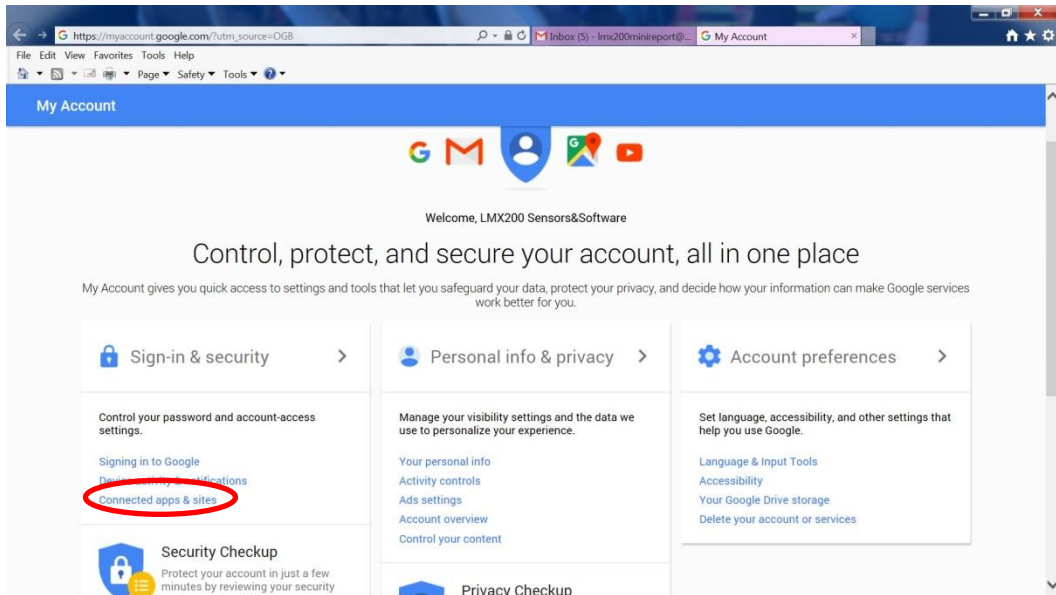 https://myaccount.google.com/?utm_source=OGB
Inbox (5) - lmx200minireport@...
G My Account
File Edit View Favorites Tools Help
Page Safety Tools
My Account
Welcome, LMX200 Sensors&Software
Control, protect, and secure your account, all in one place
My Account gives you quick access to settings and tools that let you safeguard your data, protect your privacy, and decide how your information can make Google services
work better for you.
Sign-in & security
Control your password and account-access
settings.
Signing in to Google
Device activity & notifications
Connected apps & sites
Security Checkup
Protect your account in just a few
minutes by reviewing your security
Personal info & privacy
Manage your visibility settings and the data we
use to personalize your experience.
Your personal info
Activity controls
Ads settings
Account overview
Control your content
Privacy Checkup
Account preferences
Set language, accessibility, and other settings that
help you use Google.
Language & Input Tools
Accessibility
Your Google Drive storage
Delete your account or services